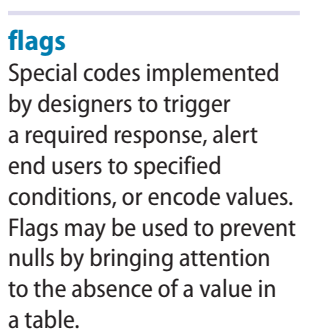 flags
Special codes implemented
by designers to trigger
a required response, alert
end users to specified
conditions, or encode values.
Flags may be used to prevent
nulls by bringing attention
to the absence of a value in
a table.